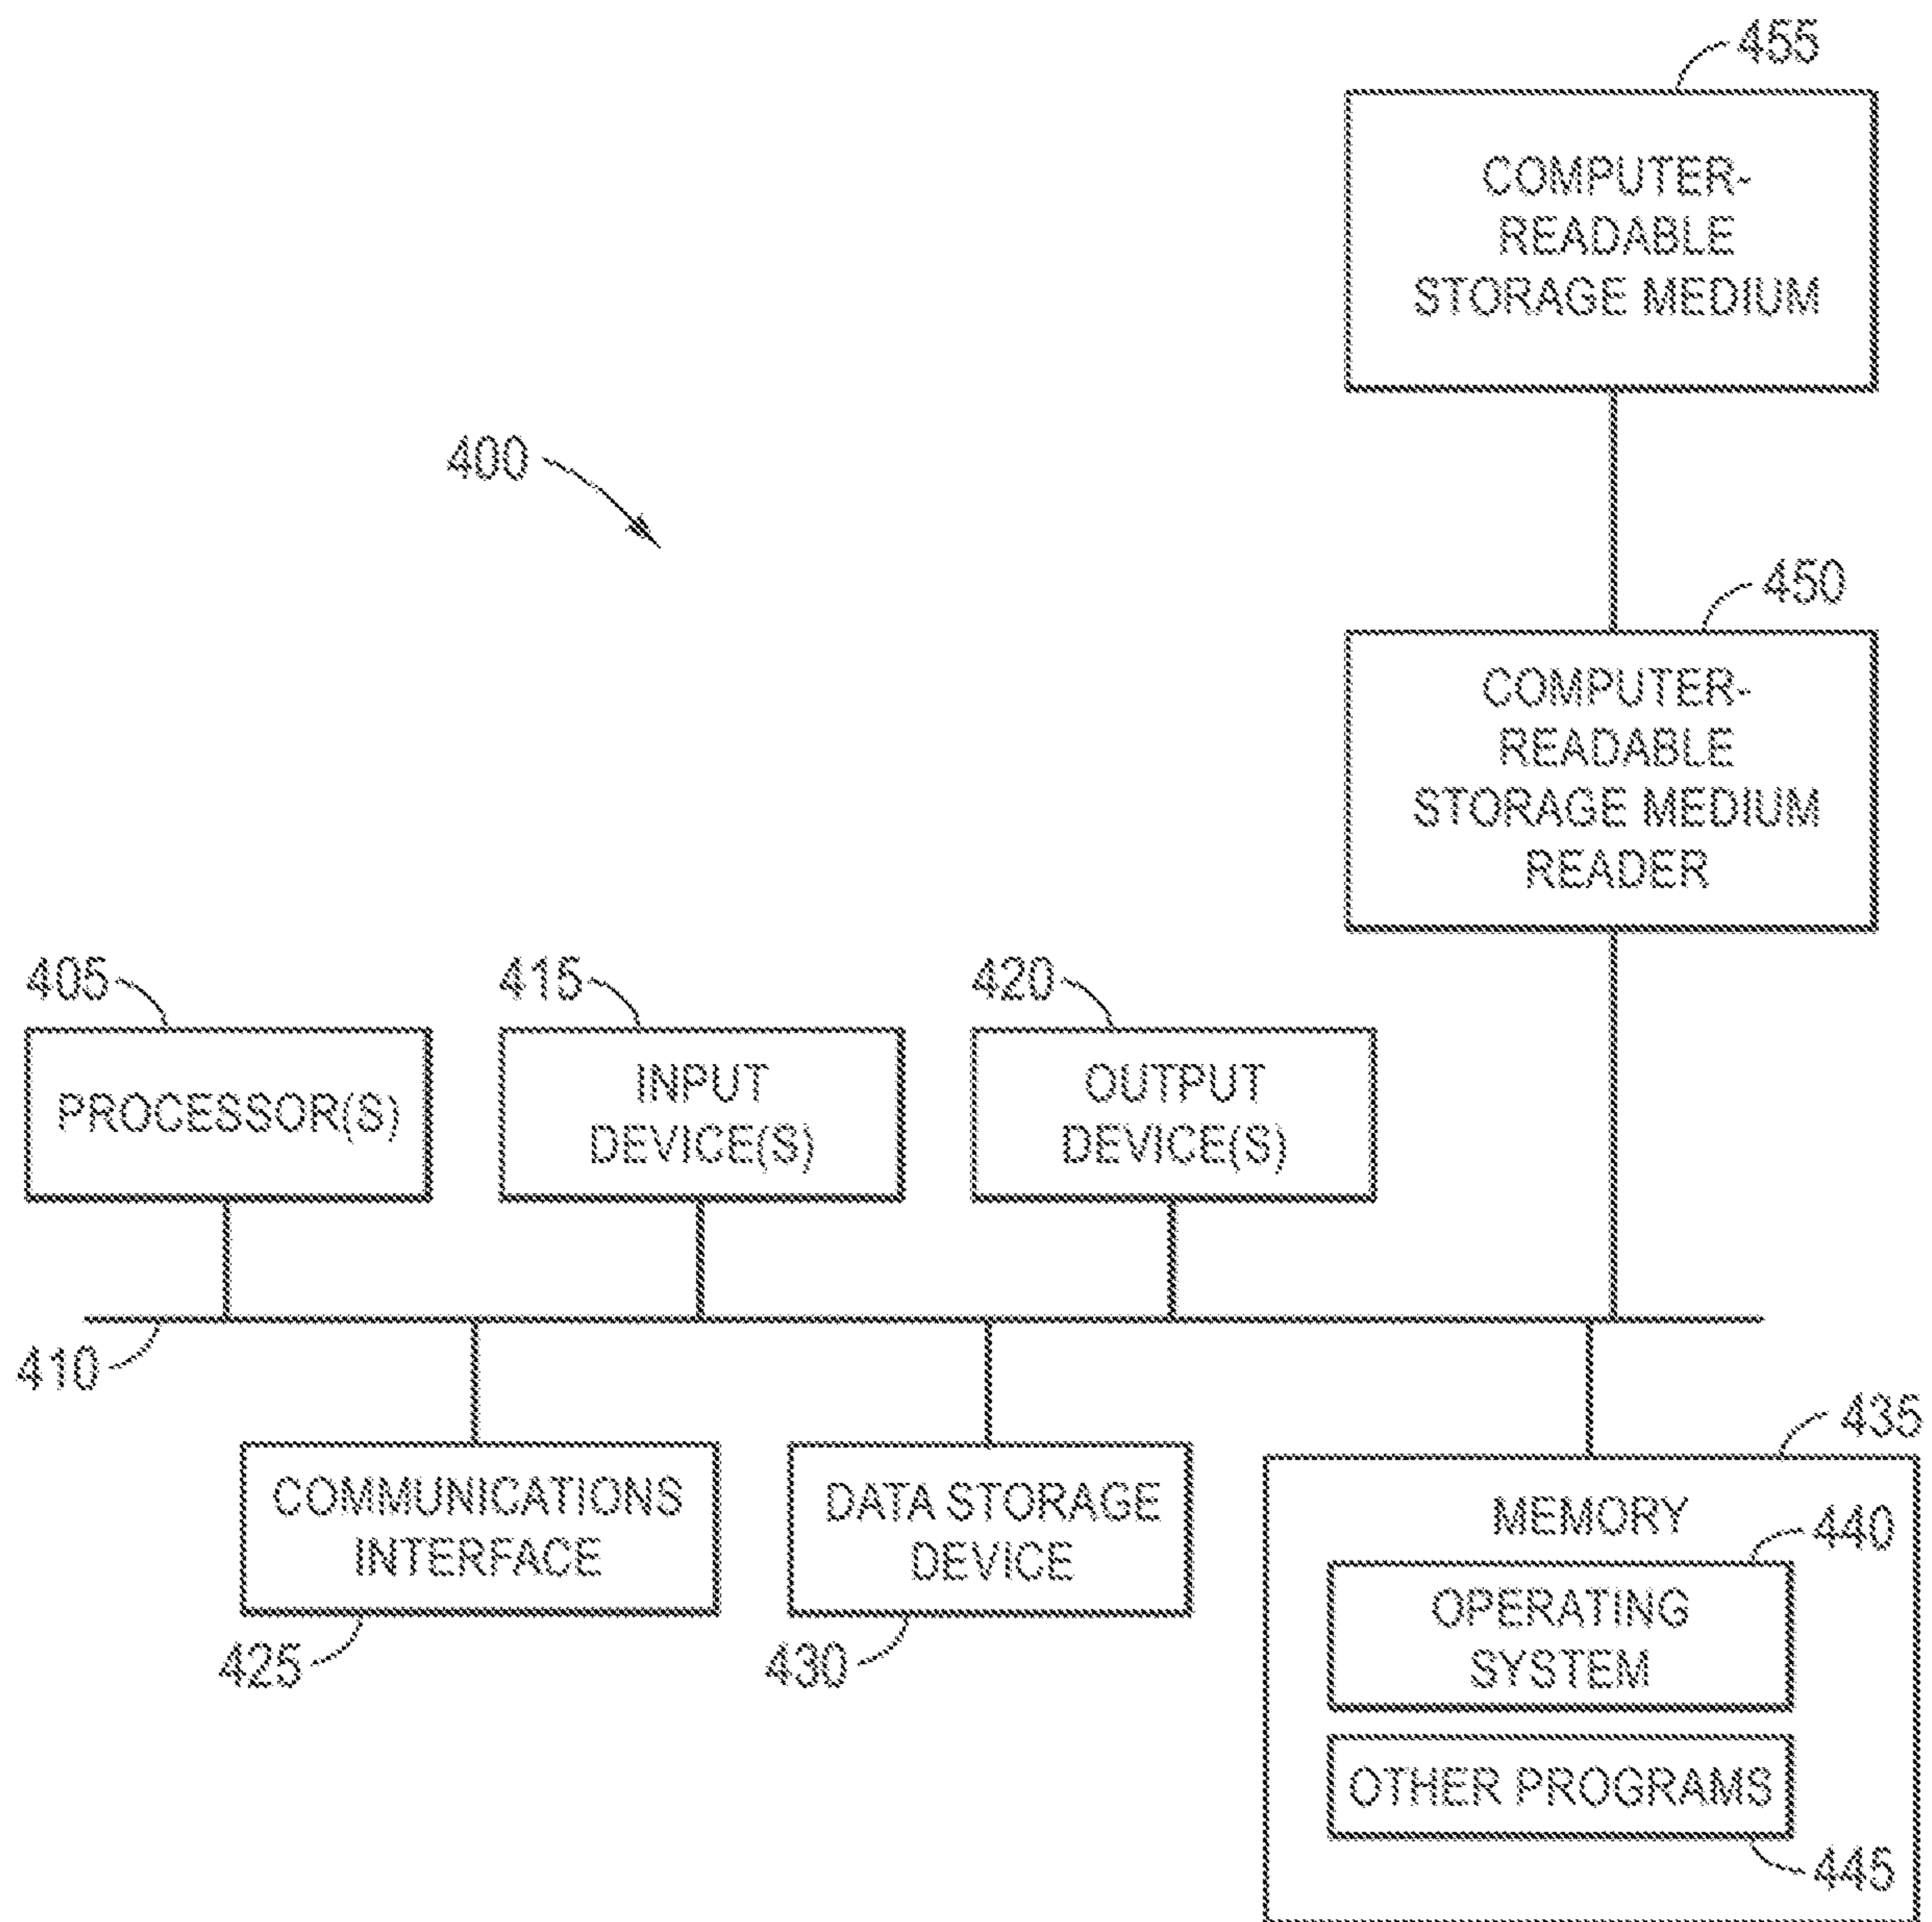 455
COMPUTER-
READABLE
STORAGE MEDIUM
400
450
COMPUTER-
READABLE
STORAGE MEDIUM
READER
405
PROCESSOR(S)
415
INPUT
DEVICE(S)
420
OUTPUT
DEVICE(S)
410
COMMUNICATIONS
INTERFACE
425
DATA STORAGE
DEVICE
430
435
MEMORY
440
OPERATING
SYSTEM
OTHER PROGRAMS
445